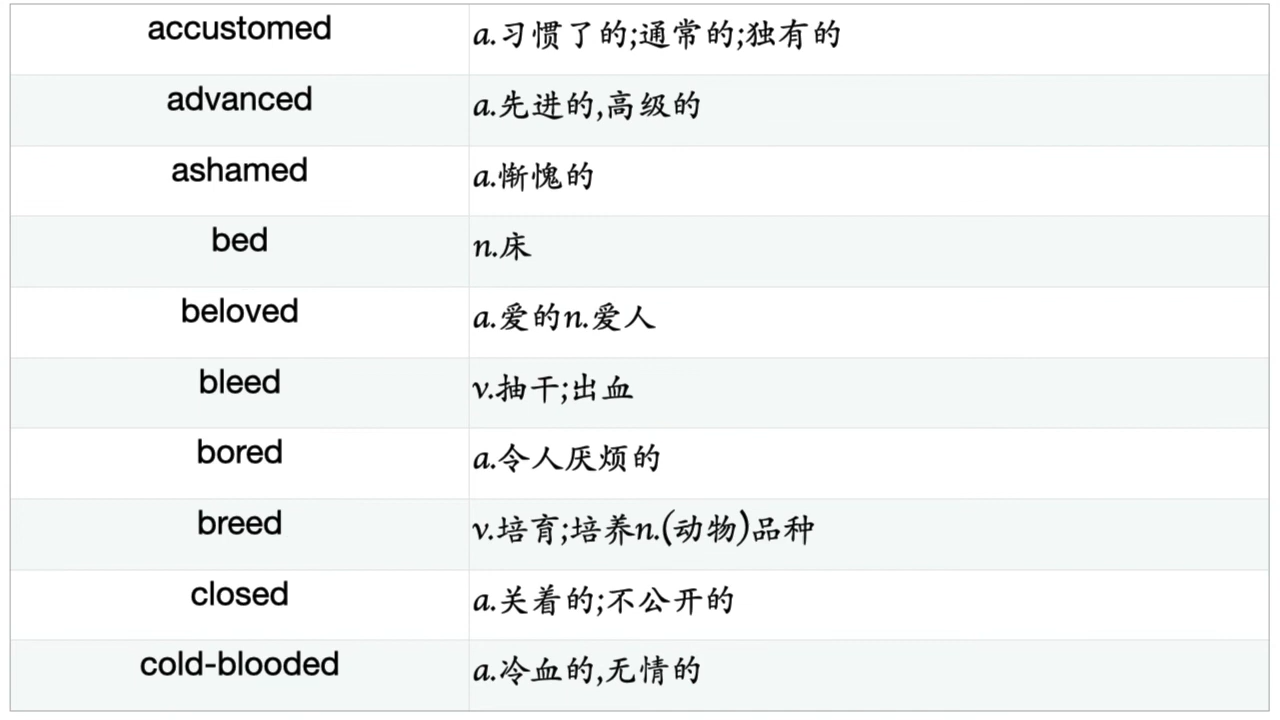 accustomed a.习惯了的;通常的;独有的
advanced a.先进的,高级的
ashamed a.惭愧的
bed n.床
beloved a.爱的n.爱人
bleed v.抽干;出血
bored a.令人厌烦的
breed v.培育;培养n.(动物)品种
closed a.关着的;不公开的
cold-blooded a.冷血的,无情的